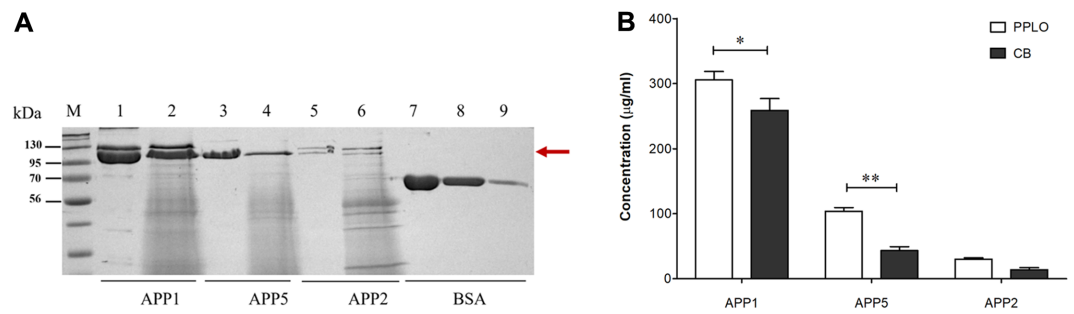 A
kDa M 1 2 3 4 5 6 7 8 9
130
95
70
56
APP1 APP5 APP2 BSA
B
Concentration (µg/ml)
400
300
200
100
0
* **
PPLO
CB
APP1 APP5 APP2